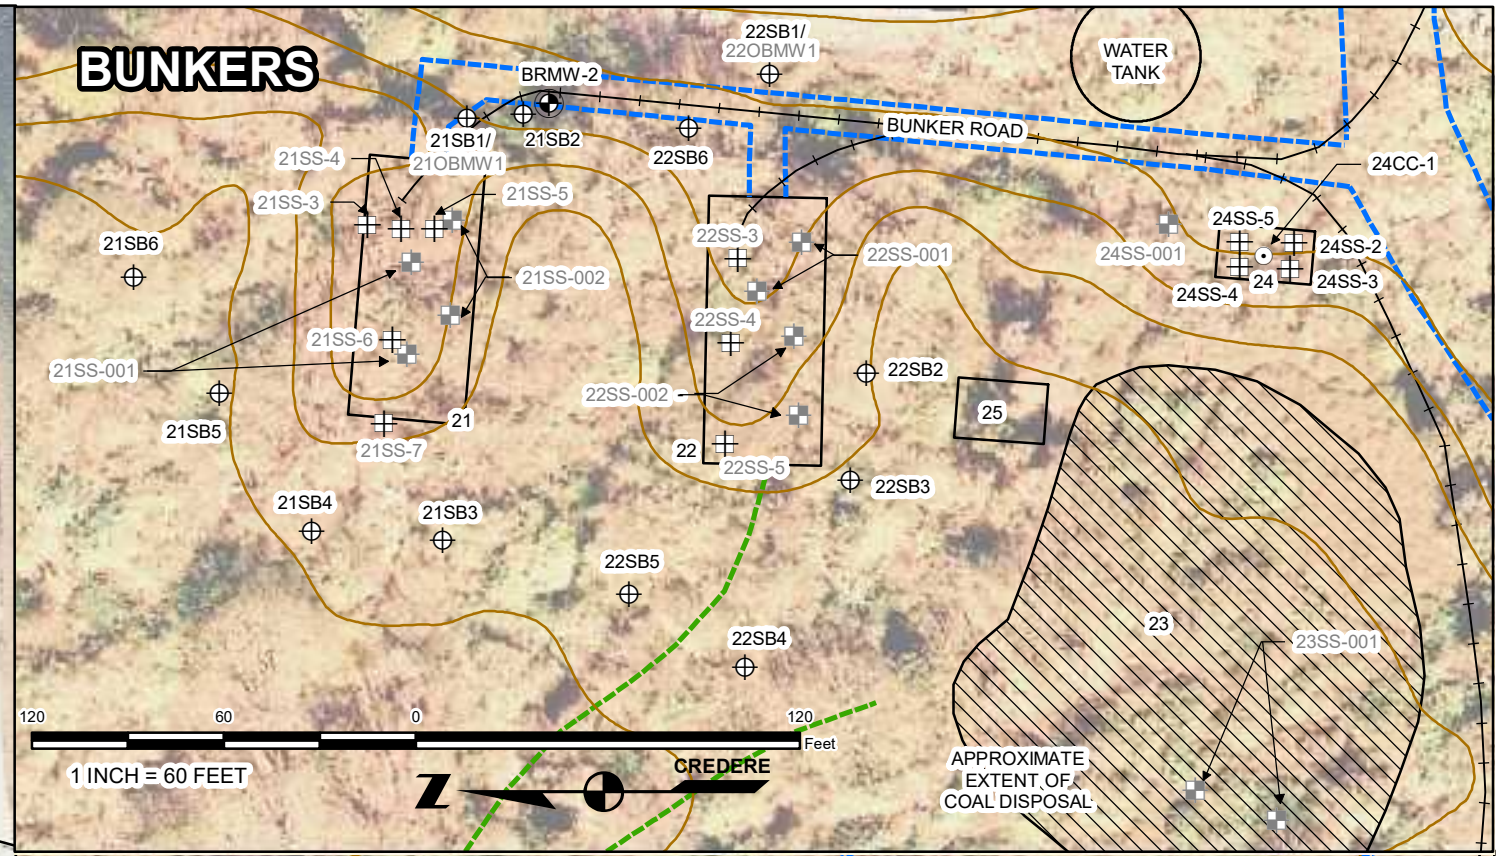 BUNKERS
22SB1/
22OBMW1
WATER
TANK
BRMW-2
21SB1/
21OBMW1
21SB2
22SB6
BUNKER ROAD
24CC-1
21SS-4
21SS-3
21SS-5
21SB6
22SS-3
22SS-001
24SS-001
24SS-5
24SS-2
24SS-4
24
24SS-3
21SS-002
21SS-6
22SS-4
21SS-001
22SS-002
22SB2
25
21SB5
21
21SS-7
22
22SS-5
22SB3
21SB4
21SB3
22SB5
22SB4
23
23SS-001
120
60
0
120
Feet
1 INCH = 60 FEET
Z
CREDERE
APPROXIMATE
EXTENT OF
COAL DISPOSAL